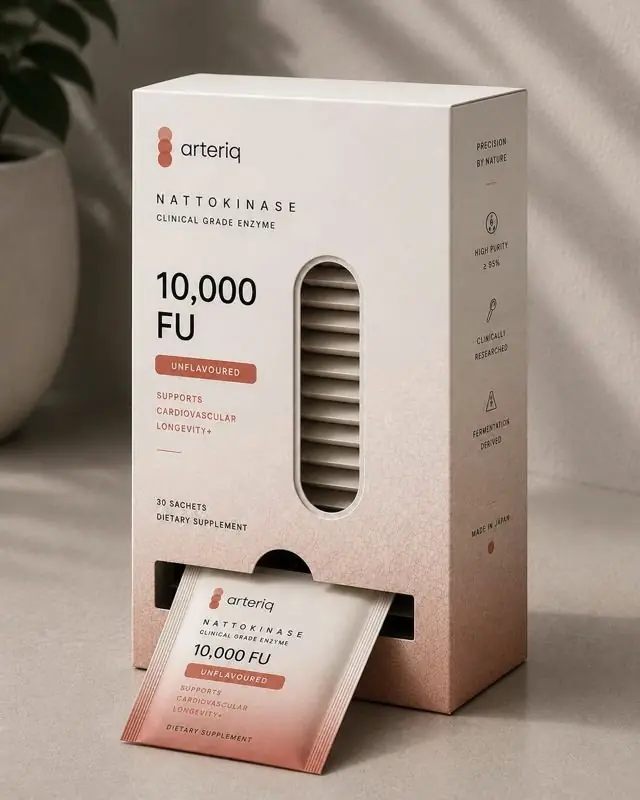 arteriq
NATTOKINASE
CLINICAL GRADE ENZYME
10,000
FU
UNFLAVOURED
SUPPORTS
CARDIOVASCULAR
LONGEVITY+
30 SACHETS
DIETARY SUPPLEMENT
PRECISION
BY NATURE
HIGH PURITY
≥ 95%
CLINICALLY
RESEARCHED
FERMENTATION
DERIVED
MADE IN JAPAN
arteriq
NATTOKINASE
CLINICAL GRADE ENZYME
10,000 FU
UNFLAVOURED
SUPPORTS
CARDIOVASCULAR
LONGEVITY+
DIETARY SUPPLEMENT